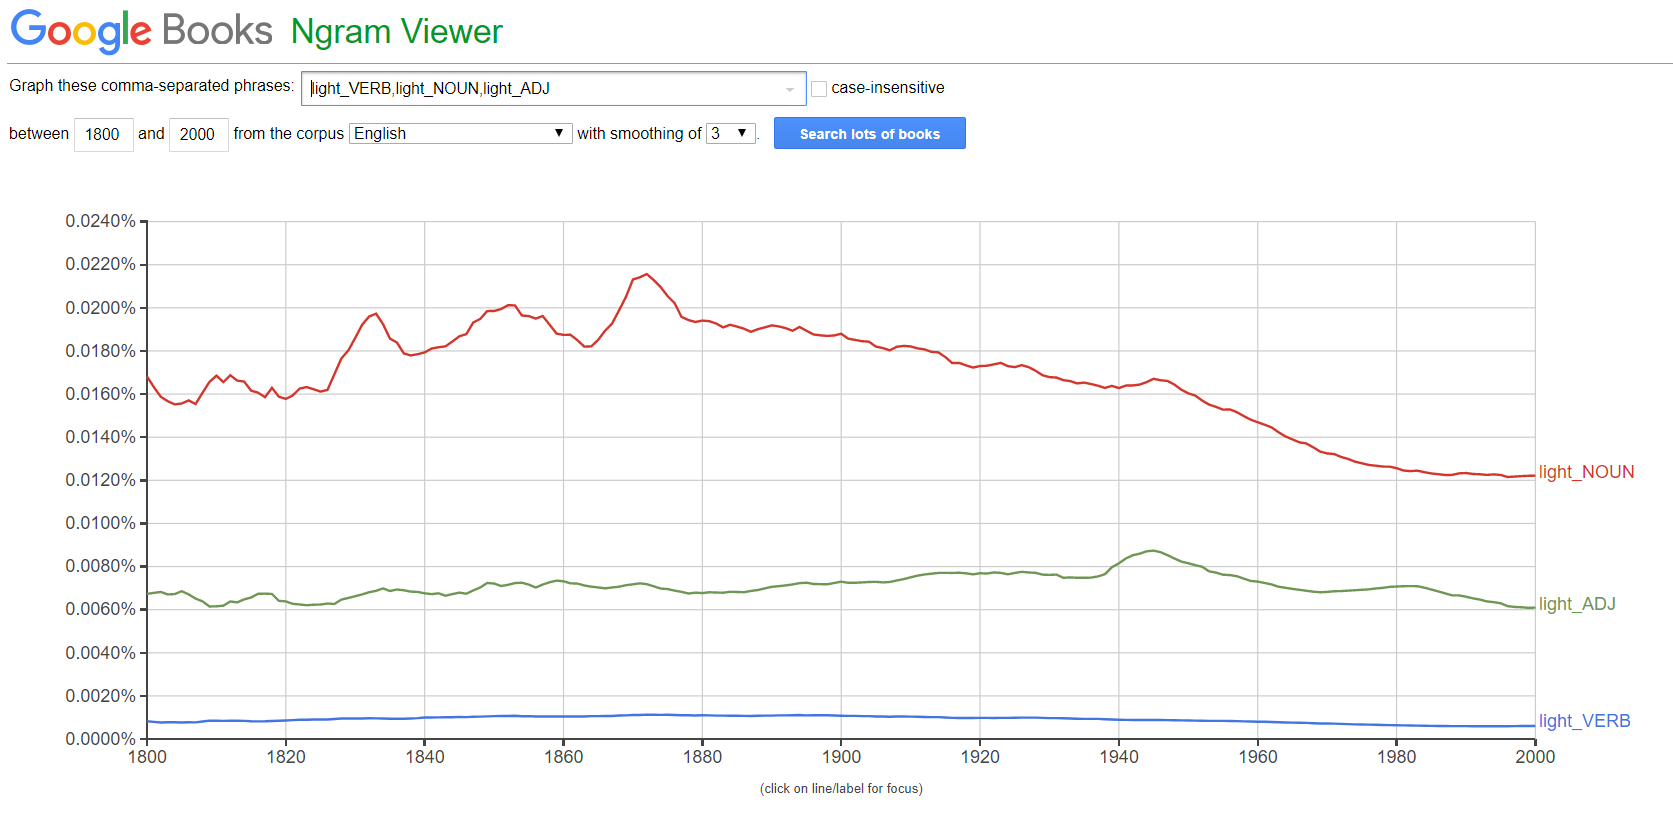 Google Books Ngram Viewer
Graph these comma-separated phrases: light_VERB,light_NOUN,light_ADJ case-insensitive
between 1800 and 2000 from the corpus English with smoothing of 3 . Search lots of books
0.0240%
0.0220%
0.0200%
0.0180%
0.0160%
0.0140%
0.0120%
0.0100%
0.0080%
0.0060%
0.0040%
0.0020%
0.0000%
light_NOUN
light_ADJ
light_VERB
1800 1820 1840 1860 1880 1900 1920 1940 1960 1980 2000
(click on line/label for focus)